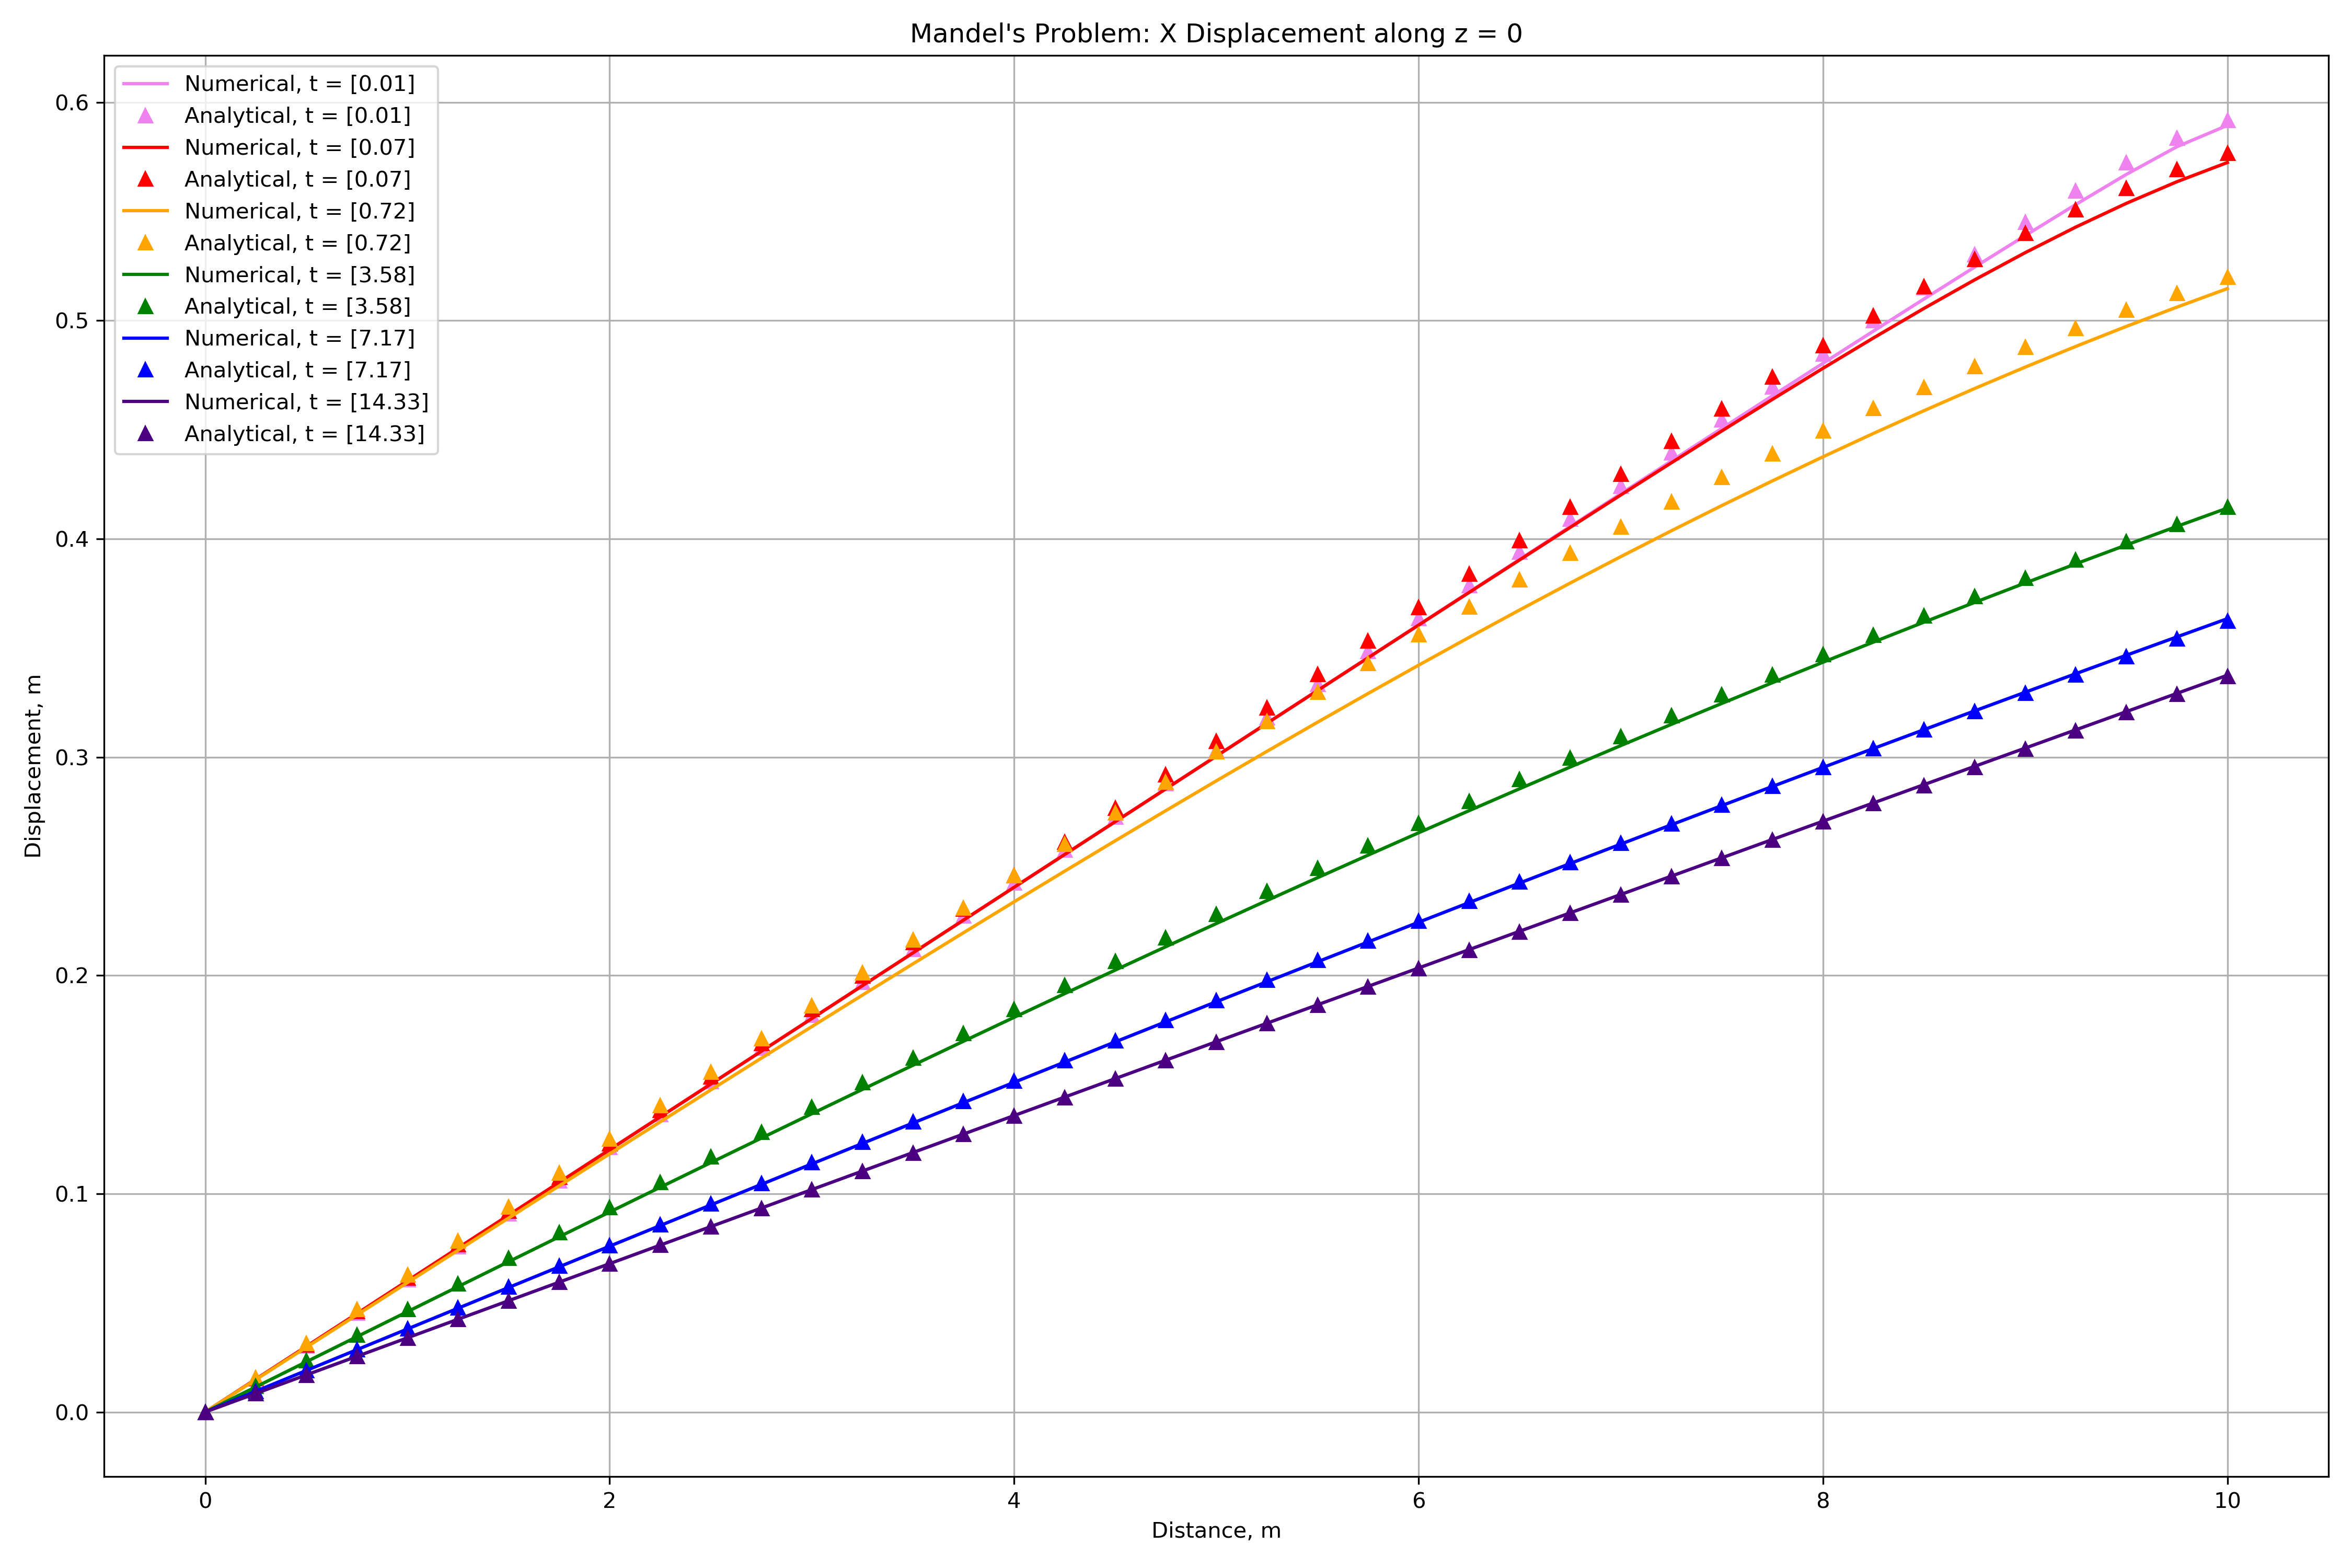 Mandel's Problem: X Displacement along z = 0
Numerical, t = [0.01]
Analytical, t = [0.01]
Numerical, t = [0.07]
Analytical, t = [0.07]
Numerical, t = [0.72]
Analytical, t = [0.72]
Numerical, t = [3.58]
Analytical, t = [3.58]
Numerical, t = [7.17]
Analytical, t = [7.17]
Numerical, t = [14.33]
Analytical, t = [14.33]
0.6
0.5
0.4
0.3
0.2
0.1
0.0
Displacement, m
0 2 4 6 8 10
Distance, m